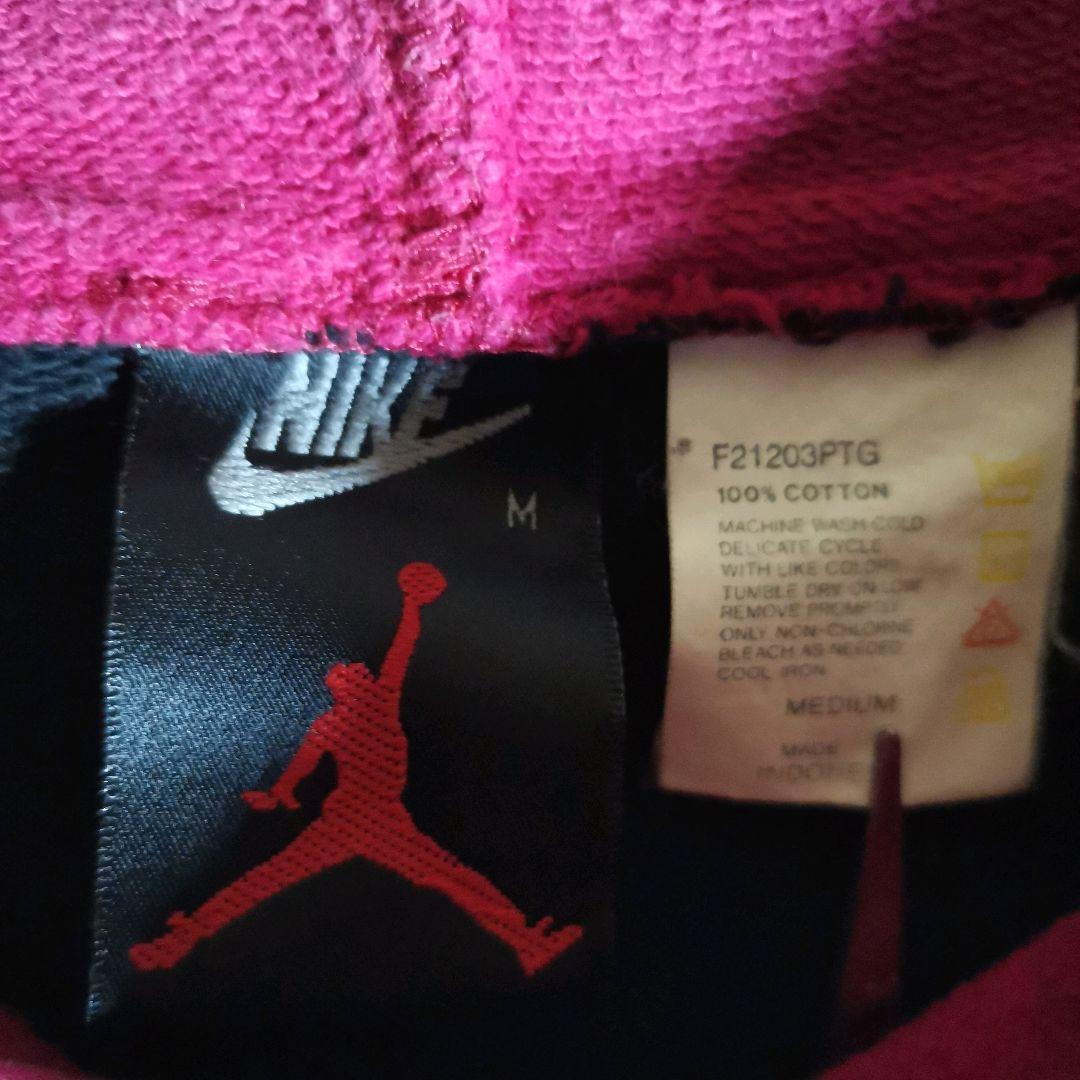 NIKE
M
F21203PTG
100% COTTON
MACHINE WASH COLD
DELICATE CYCLE
WITH LIKE COLORS
TUMBLE DRY ON LOW
REMOVE PROMPTLY
ONLY NON-CHLORINE
BLEACH AS NEEDED
COOL IRON
MEDIUM
MADE